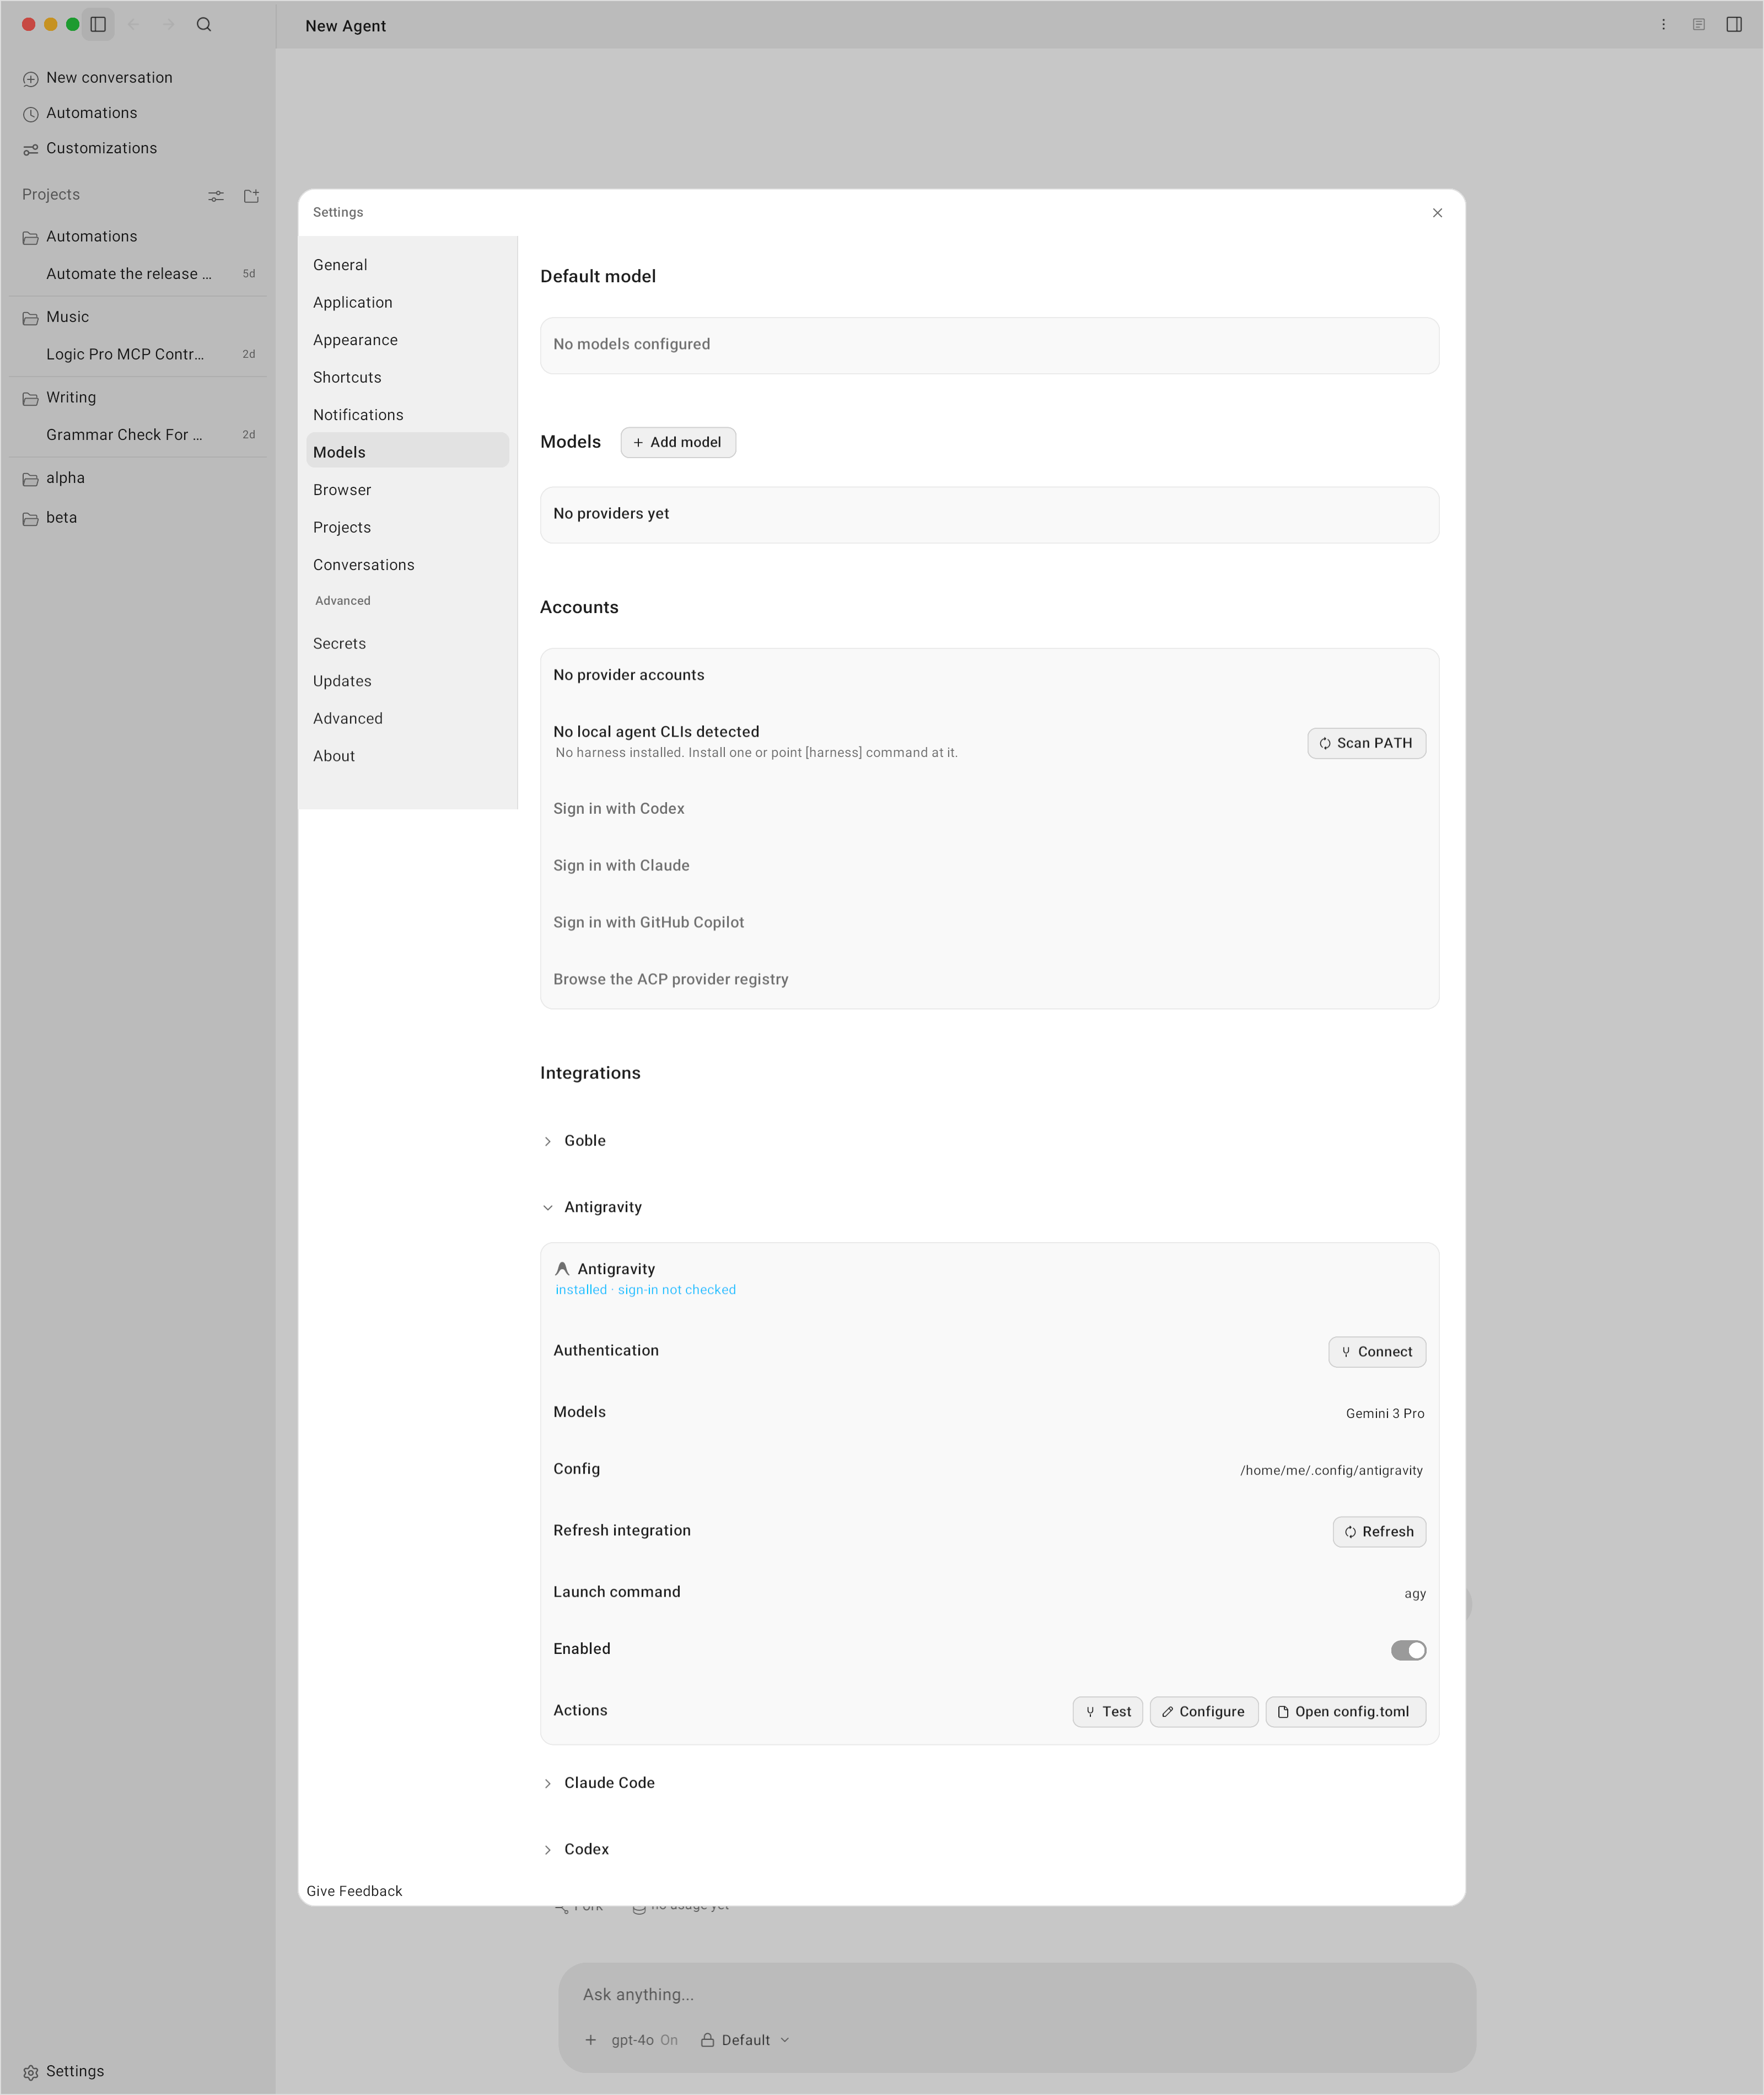 New Agent
New conversation
Automations
Customizations
Projects
Automations
Automate the release ... 5d
Music
Logic Pro MCP Contr... 2d
Writing
Grammar Check For ... 2d
alpha
beta
Settings
Settings
General
Application
Appearance
Shortcuts
Notifications
Models
Browser
Projects
Conversations
Advanced
Secrets
Updates
Advanced
About
Give Feedback
Default model
No models configured
Models + Add model
No providers yet
Accounts
No provider accounts
No local agent CLIs detected
No harness installed. Install one or point [harness] command at it.
Scan PATH
Sign in with Codex
Sign in with Claude
Sign in with GitHub Copilot
Browse the ACP provider registry
Integrations
Goble
Antigravity
Antigravity
installed · sign-in not checked
Authentication Connect
Models Gemini 3 Pro
Config /home/me/.config/antigravity
Refresh integration Refresh
Launch command agy
Enabled
Actions Test Configure Open config.toml
Claude Code
Codex
Fork no usage yet
Ask anything...
+ gpt-4o On Default